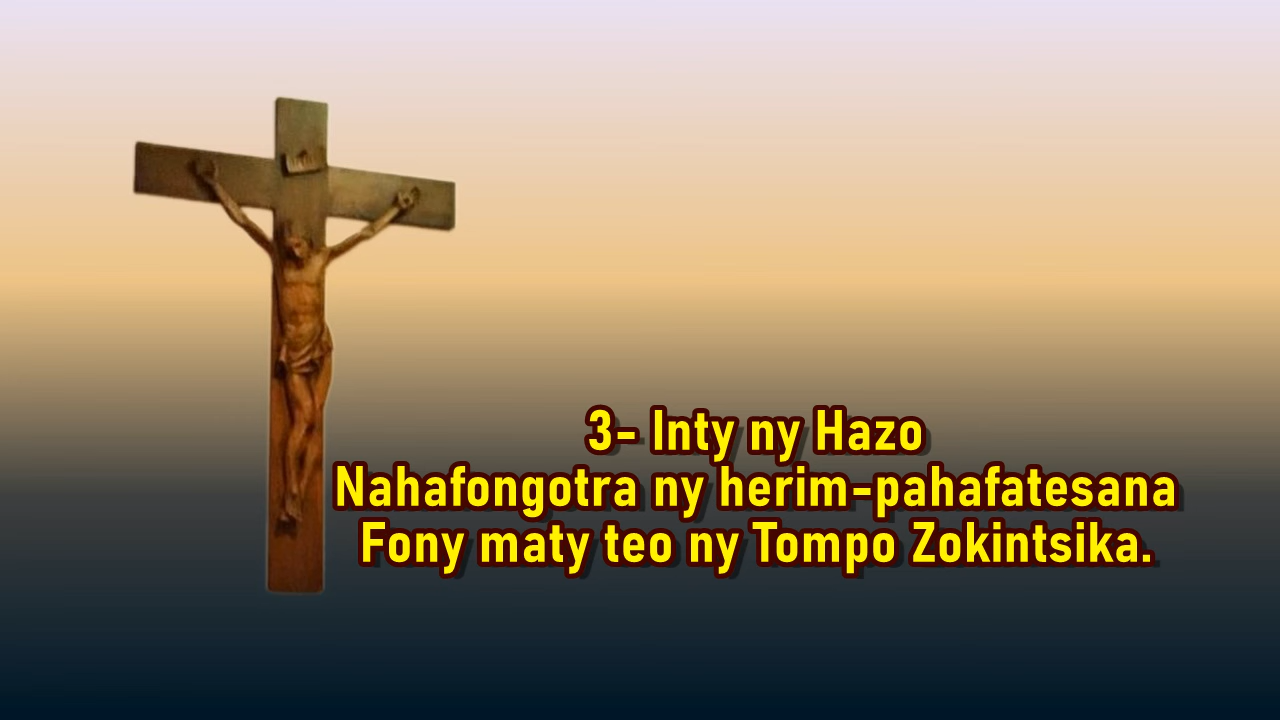 3- Inty ny Hazo
Nahafongotra ny herim-pahafatesana
Fony maty teo ny Tompo Zokintsika.